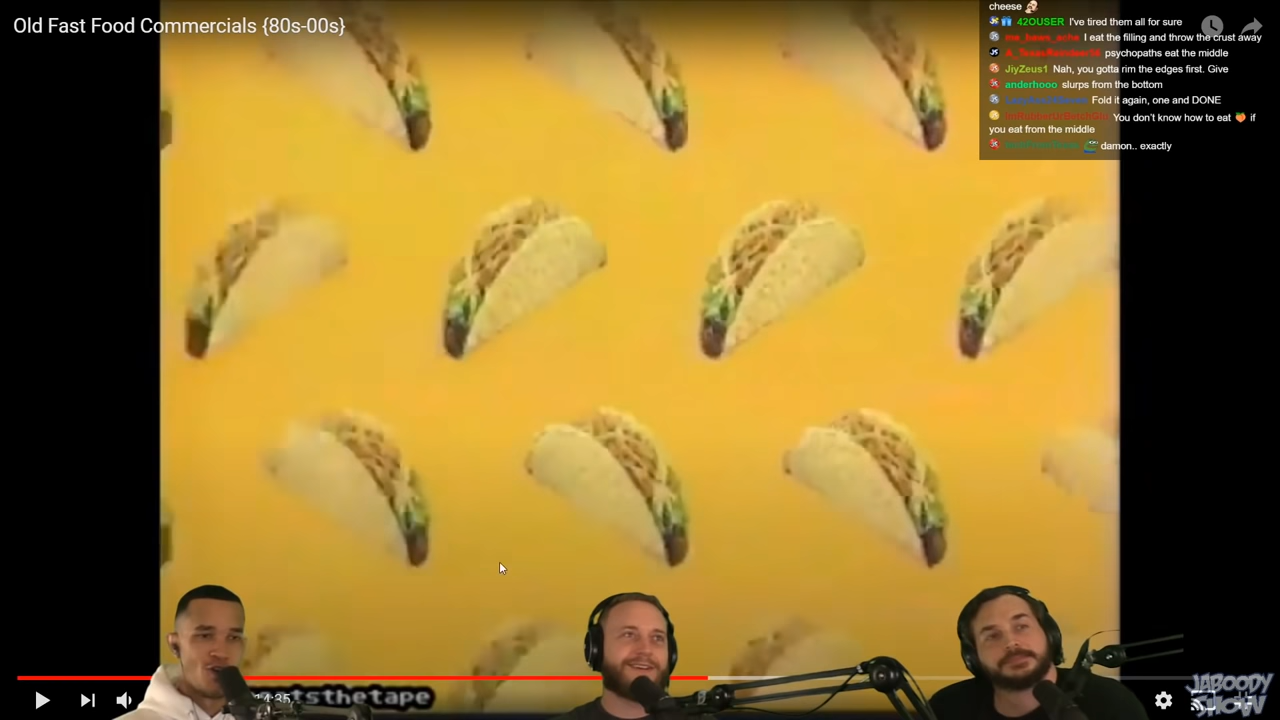 Old Fast Food Commercials {80s-00s}
cheese
42OUSER I've tired them all for sure
I eat the filling and throw the crust away
psychopaths eat the middle
JiyZeus1 Nah, you gotta rim the edges first. Give
anderhooo slurps from the bottom
Fold it again, one and DONE
You don't know how to eat 🍑 if
you eat from the middle
damon.. exactly
14:35
tsthetape
JABOODY
SHOW